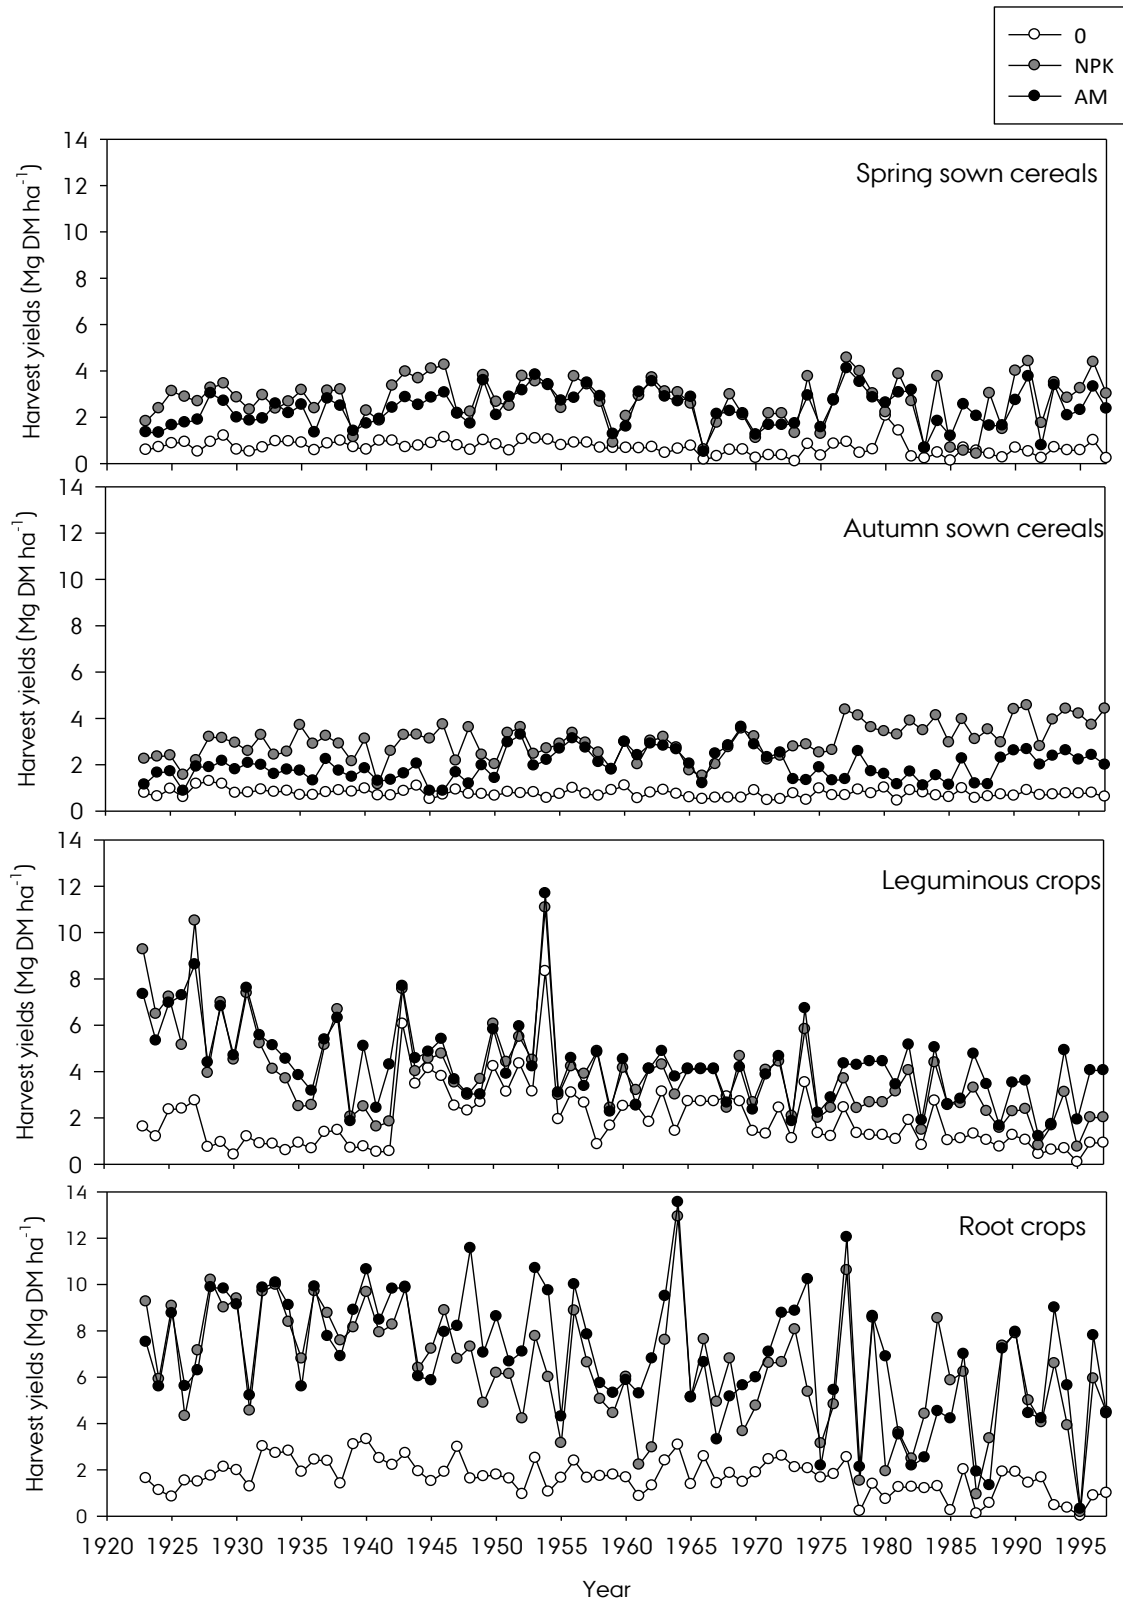 0
NPK
AM
14
12
10
8
6
4
2
0
Harvest yields (Mg DM ha⁻¹)
Spring sown cereals
14
12
10
8
6
4
2
0
Harvest yields (Mg DM ha⁻¹)
Autumn sown cereals
14
12
10
8
6
4
2
0
Harvest yields (Mg DM ha⁻¹)
Leguminous crops
14
12
10
8
6
4
2
0
Harvest yields (Mg DM ha⁻¹)
Root crops
1920 1925 1930 1935 1940 1945 1950 1955 1960 1965 1970 1975 1980 1985 1990 1995
Year